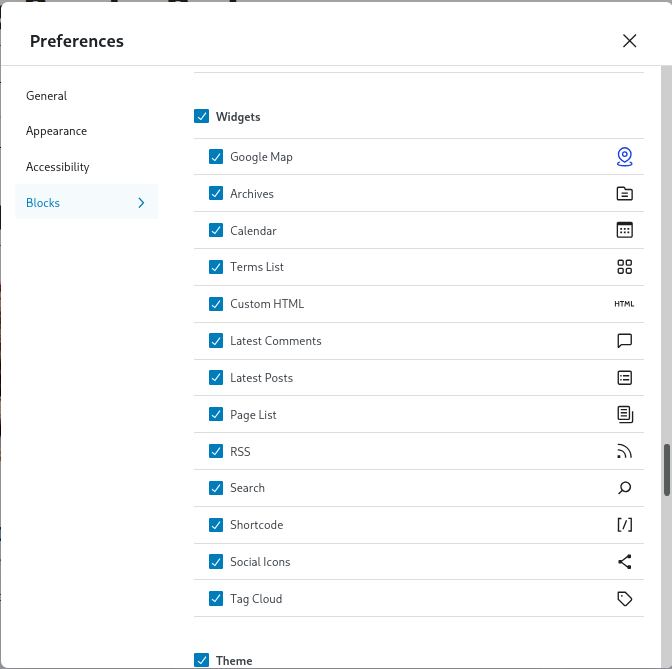 Preferences
General
Appearance
Accessibility
Blocks
Widgets
Google Map
Archives
Calendar
Terms List
Custom HTML
HTML
Latest Comments
Latest Posts
Page List
RSS
Search
Shortcode
[/]
Social Icons
Tag Cloud
Theme